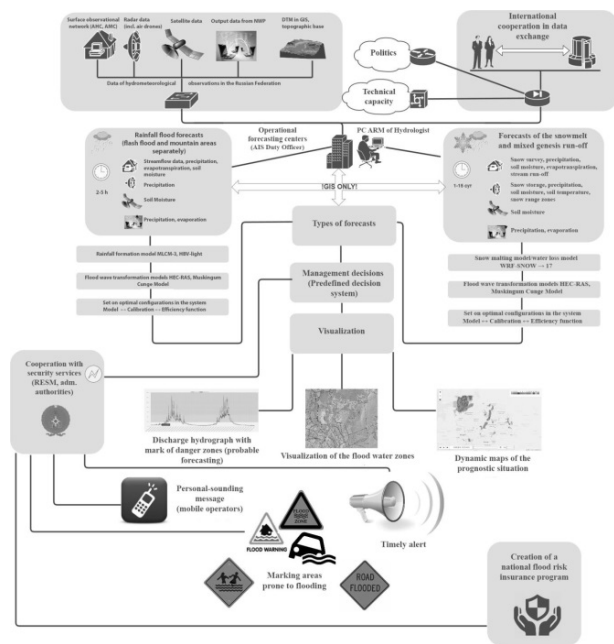 Surface observational
network (AHC, AMC)
Radar data
(incl. air drones)
Satellite data
Output data from NWP
DTM in GIS,
topographic base
Data of hydrometeorological
observations in the Russian Federation
International
cooperation in data
exchange
Politics
Technical
capacity
Operational
forecasting centers
(AIS Duty Officer)
PC ARM of Hydrologist
Rainfall flood forecasts
(flash flood and mountain areas
separately)
Streamflow data, precipitation,
evapotranspiration, soil
moisture
Precipitation
2-5 h
Soil Moisture
Precipitation, evaporation
Forecasts of the snowmelt
and mixed genesis run-off
Snow survey, precipitation,
soil moisture, evapotranspiration,
stream run off
Snow storage, precipitation,
soil moisture, soil temperature,
snow range zones
Soil moisture
Precipitation, evaporation
!GIS ONLY!
Types of forecasts
Management decisions
(Predefined decision
system)
Visualization
Rainfall formation model MLCM-3, HBV-light
Flood wave transformation models HEC-RAS, Muskingum
Cunge Model
Set on optimal configurations in the system
Model ↔ Calibration ↔ Efficiency function
Snow malting model/water loss model
WRF-SNOW → 17
Flood wave transformation models HEC-RAS,
Muskingum Cunge Model
Set on optimal configurations in the system
Model ↔ Calibration ↔ Efficiency function
Cooperation with
security services
(RESM, adm.
authorities)
Discharge hydrograph with
mark of danger zones (probable
forecasting)
Visualization of the flood water zones
Dynamic maps of the
prognostic situation
Personal-sounding
message
(mobile operators)
FLOOD WARNING
Timely alert
Marking areas
prone to flooding
ROAD
FLOODED
Creation of a
national flood risk
insurance program